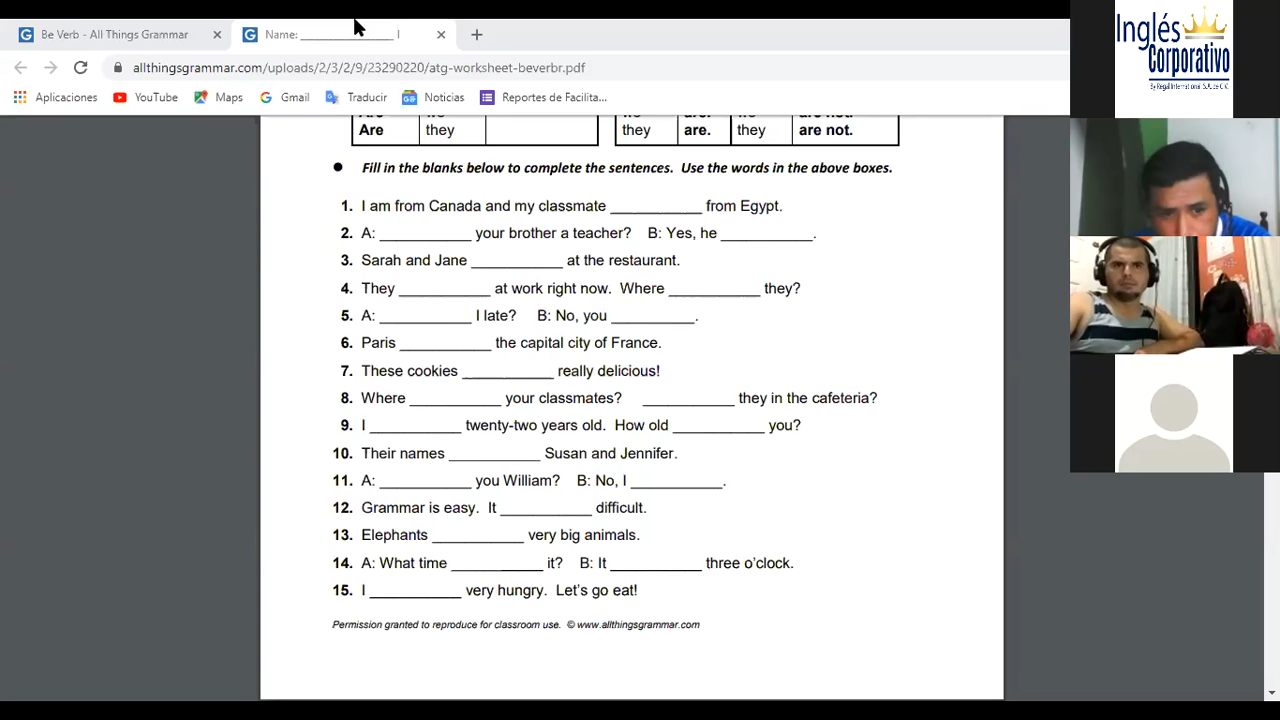 Be Verb - All Things Grammar
Name: _________________ I
allthingsgrammar.com/uploads/2/3/2/9/23290220/atg-worksheet-beverbr.pdf
Aplicaciones YouTube Maps Gmail Traducir Noticias Reportes de Facilita...
Are they they are. they are not.
Fill in the blanks below to complete the sentences. Use the words in the above boxes.
1. I am from Canada and my classmate ___________ from Egypt.
2. A: ___________ your brother a teacher? B: Yes, he ___________.
3. Sarah and Jane ___________ at the restaurant.
4. They ___________ at work right now. Where ___________ they?
5. A: ___________ I late? B: No, you __________.
6. Paris ___________ the capital city of France.
7. These cookies ___________ really delicious!
8. Where ___________ your classmates? ___________ they in the cafeteria?
9. I ___________ twenty-two years old. How old ___________ you?
10. Their names ___________ Susan and Jennifer.
11. A: ___________ you William? B: No, I ___________.
12. Grammar is easy. It ___________ difficult.
13. Elephants ___________ very big animals.
14. A: What time ___________ it? B: It ___________ three o'clock.
15. I ___________ very hungry. Let's go eat!
Permission granted to reproduce for classroom use. © www.allthingsgrammar.com
Inglés
Corporativo
By Regal International S.A. de C.V.